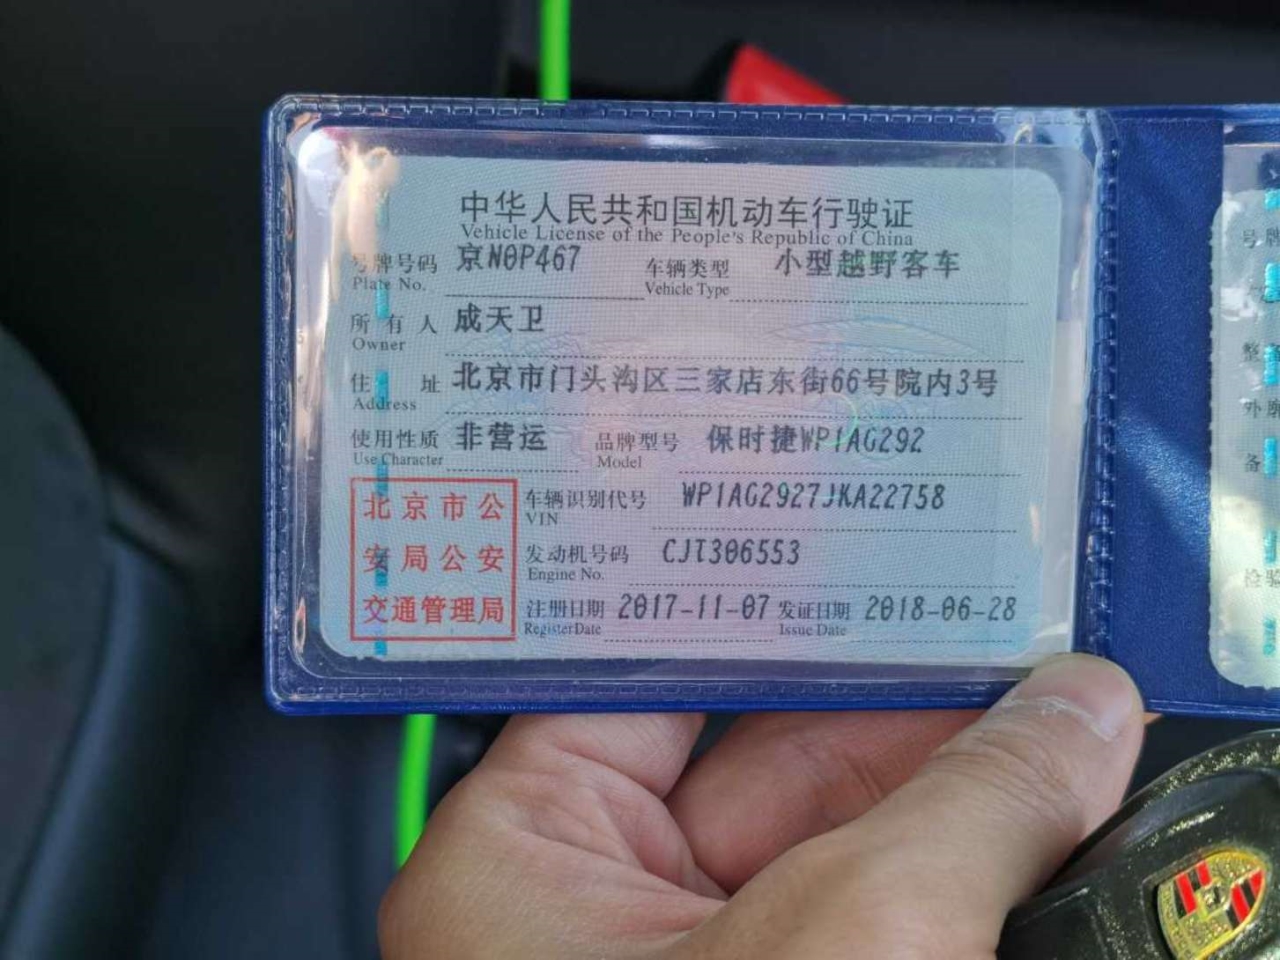 中华人民共和国机动车行驶证
Vehicle License of the People's Republic of China
号牌号码 京N0P467 车辆类型 小型越野客车
Plate No. Vehicle Type
所有人 成天卫
Owner
住址 北京市门头沟区三家店东街66号院内3号
Address
使用性质 非营运 品牌型号 保时捷WP1AG292
Use Character Model
北京市公
安局公安
交通管理局
车辆识别代号 WP1AG2927JKA22758
VIN
发动机号码 CJT306553
Engine No.
注册日期 2017-11-07 发证日期 2018-06-28
Register Date Issue Date
号牌
整
外
备
检验